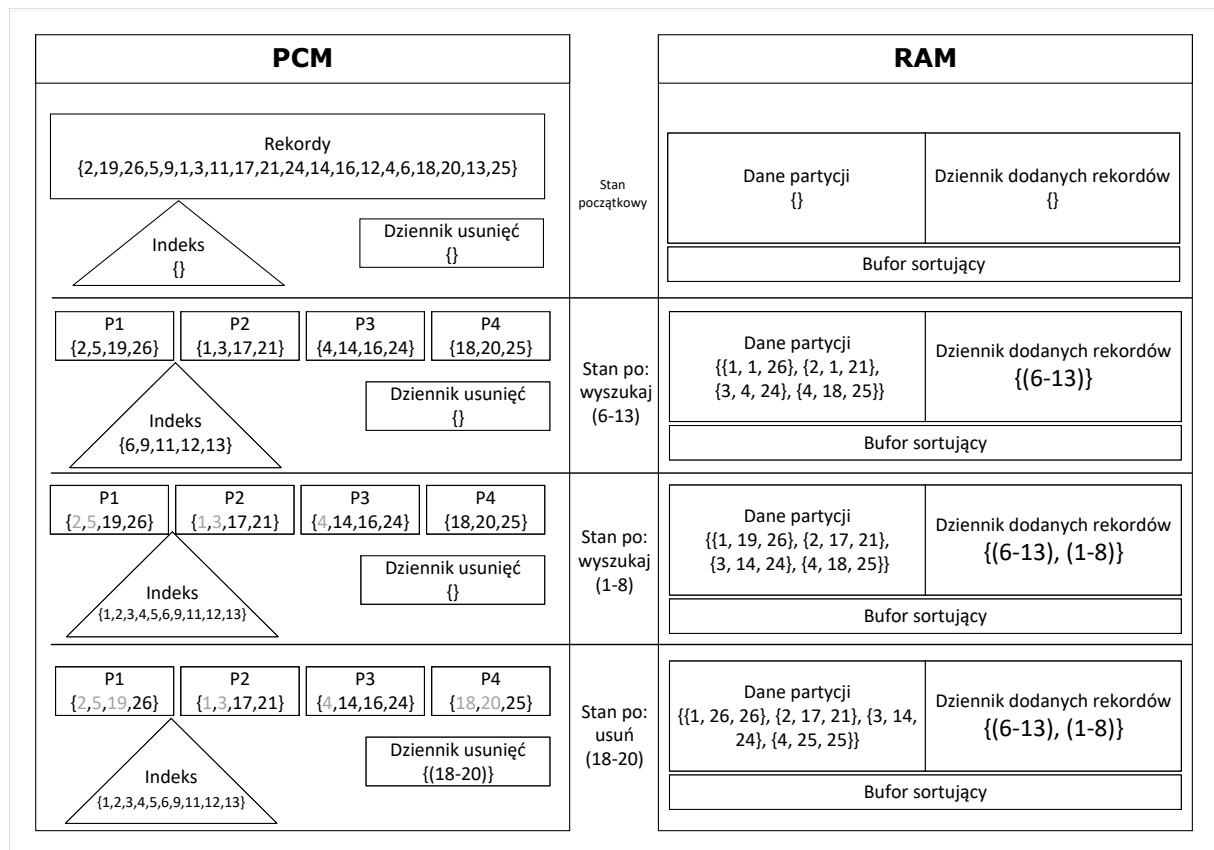 PCM
RAM
Rekordy
{2,19,26,5,9,1,3,11,17,21,24,14,16,12,4,6,18,20,13,25}
Indeks
{}
Dziennik usunięć
{}
Stan
początkowy
Dane partycji
{}
Dziennik dodanych rekordów
{}
Bufor sortujący
P1
{2,5,19,26}
P2
{1,3,17,21}
P3
{4,14,16,24}
P4
{18,20,25}
Indeks
{6,9,11,12,13}
Dziennik usunięć
{}
Stan po:
wyszukaj
(6-13)
Dane partycji
{{1, 1, 26}, {2, 1, 21},
{3, 4, 24}, {4, 18, 25}}
Dziennik dodanych rekordów
{(6-13)}
Bufor sortujący
P1
{2,5,19,26}
P2
{1,3,17,21}
P3
{4,14,16,24}
P4
{18,20,25}
Indeks
{1,2,3,4,5,6,9,11,12,13}
Dziennik usunięć
{}
Stan po:
wyszukaj
(1-8)
Dane partycji
{{1, 19, 26}, {2, 17, 21},
{3, 14, 24}, {4, 18, 25}}
Dziennik dodanych rekordów
{(6-13), (1-8)}
Bufor sortujący
P1
{2,5,19,26}
P2
{1,3,17,21}
P3
{4,14,16,24}
P4
{18,20,25}
Indeks
{1,2,3,4,5,6,9,11,12,13}
Dziennik usunięć
{(18-20)}
Stan po:
usuń
(18-20)
Dane partycji
{{1, 26, 26}, {2, 17, 21}, {3, 14,
24}, {4, 25, 25}}
Dziennik dodanych rekordów
{(6-13), (1-8)}
Bufor sortujący